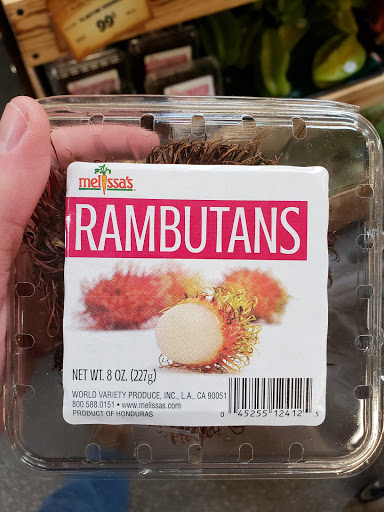 99¢
melissa's
RAMBUTANS
NET WT. 8 OZ. (227g)
WORLD VARIETY PRODUCE, INC., L.A., CA 90051
800.588.0151 • www.melissas.com
PRODUCT OF HONDURAS
0 45255 12412 5